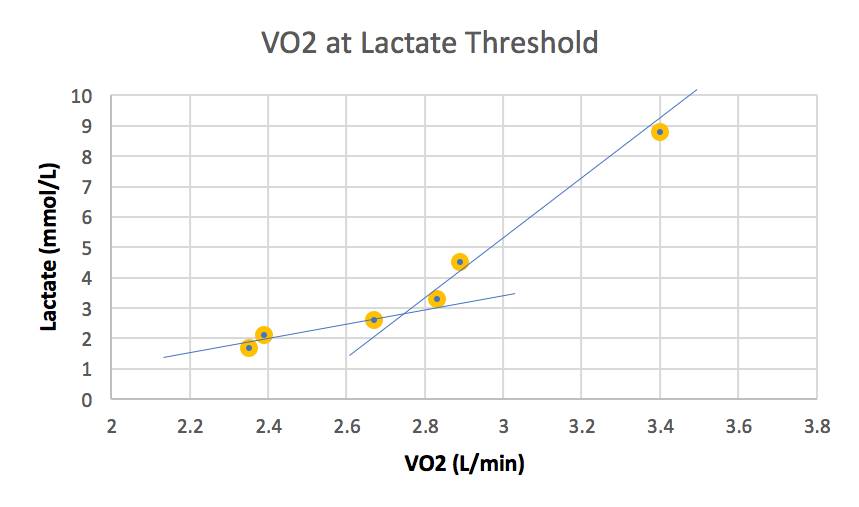 VO2 at Lactate Threshold
Lactate (mmol/L)
10
9
8
7
6
5
4
3
2
1
0
2 2.2 2.4 2.6 2.8 3 3.2 3.4 3.6 3.8
VO2 (L/min)